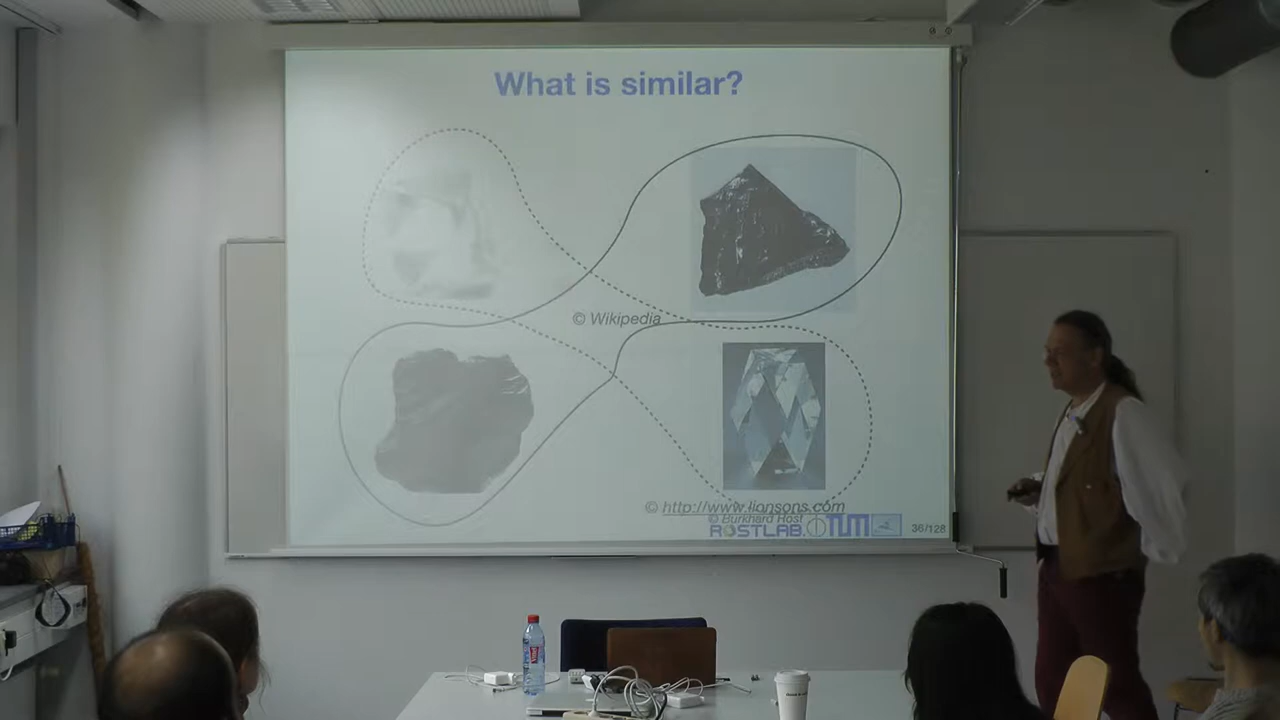 What is similar?
© Wikipedia
© http://www.lionsons.com
© Burkhard Rost
ROSTLAB. TUM
36/128